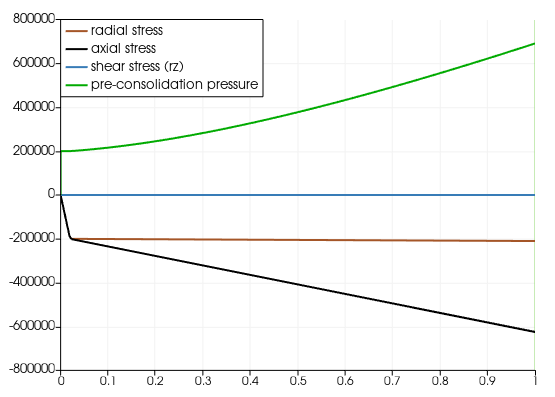 800000
600000
400000
200000
0
-200000
-400000
-600000
-800000
radial stress
axial stress
shear stress (rz)
pre-consolidation pressure
0 0.1 0.2 0.3 0.4 0.5 0.6 0.7 0.8 0.9 1